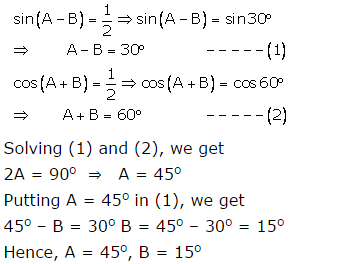 sin(A − B) = 1/2 ⇒ sin(A − B) = sin30°
⇒ A − B = 30° − − − − − (1)
cos(A + B) = 1/2 ⇒ cos(A + B) = cos60°
⇒ A + B = 60° − − − − − (2)
Solving (1) and (2), we get
2A = 90° ⇒ A = 45°
Putting A = 45° in (1), we get
45° − B = 30° B = 45° − 30° = 15°
Hence, A = 45°, B = 15°